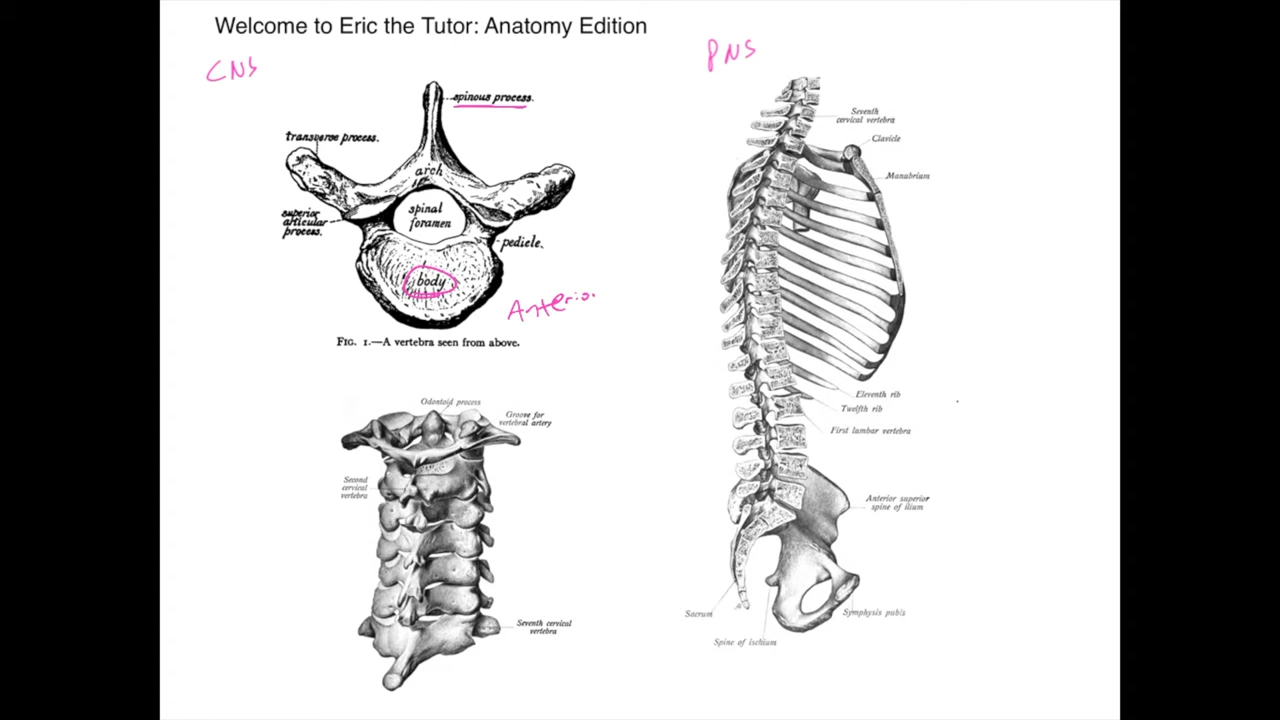 Welcome to Eric the Tutor: Anatomy Edition
CNS
PNS
spinous process.
transverse process.
arch
superior
articular
process.
spinal
foramen
pedicle.
body
Anterio.
FIG. 1.—A vertebra seen from above.
Odontoid process
Groove for
vertebral artery
Second
cervical
vertebra
Seventh cervical
vertebra
Seventh
cervical vertebra
Clavicle
Manubrium
Eleventh rib
Twelfth rib
First lumbar vertebra
Anterior superior
spine of ilium
Sacrum
Symphysis pubis
Spine of ischium